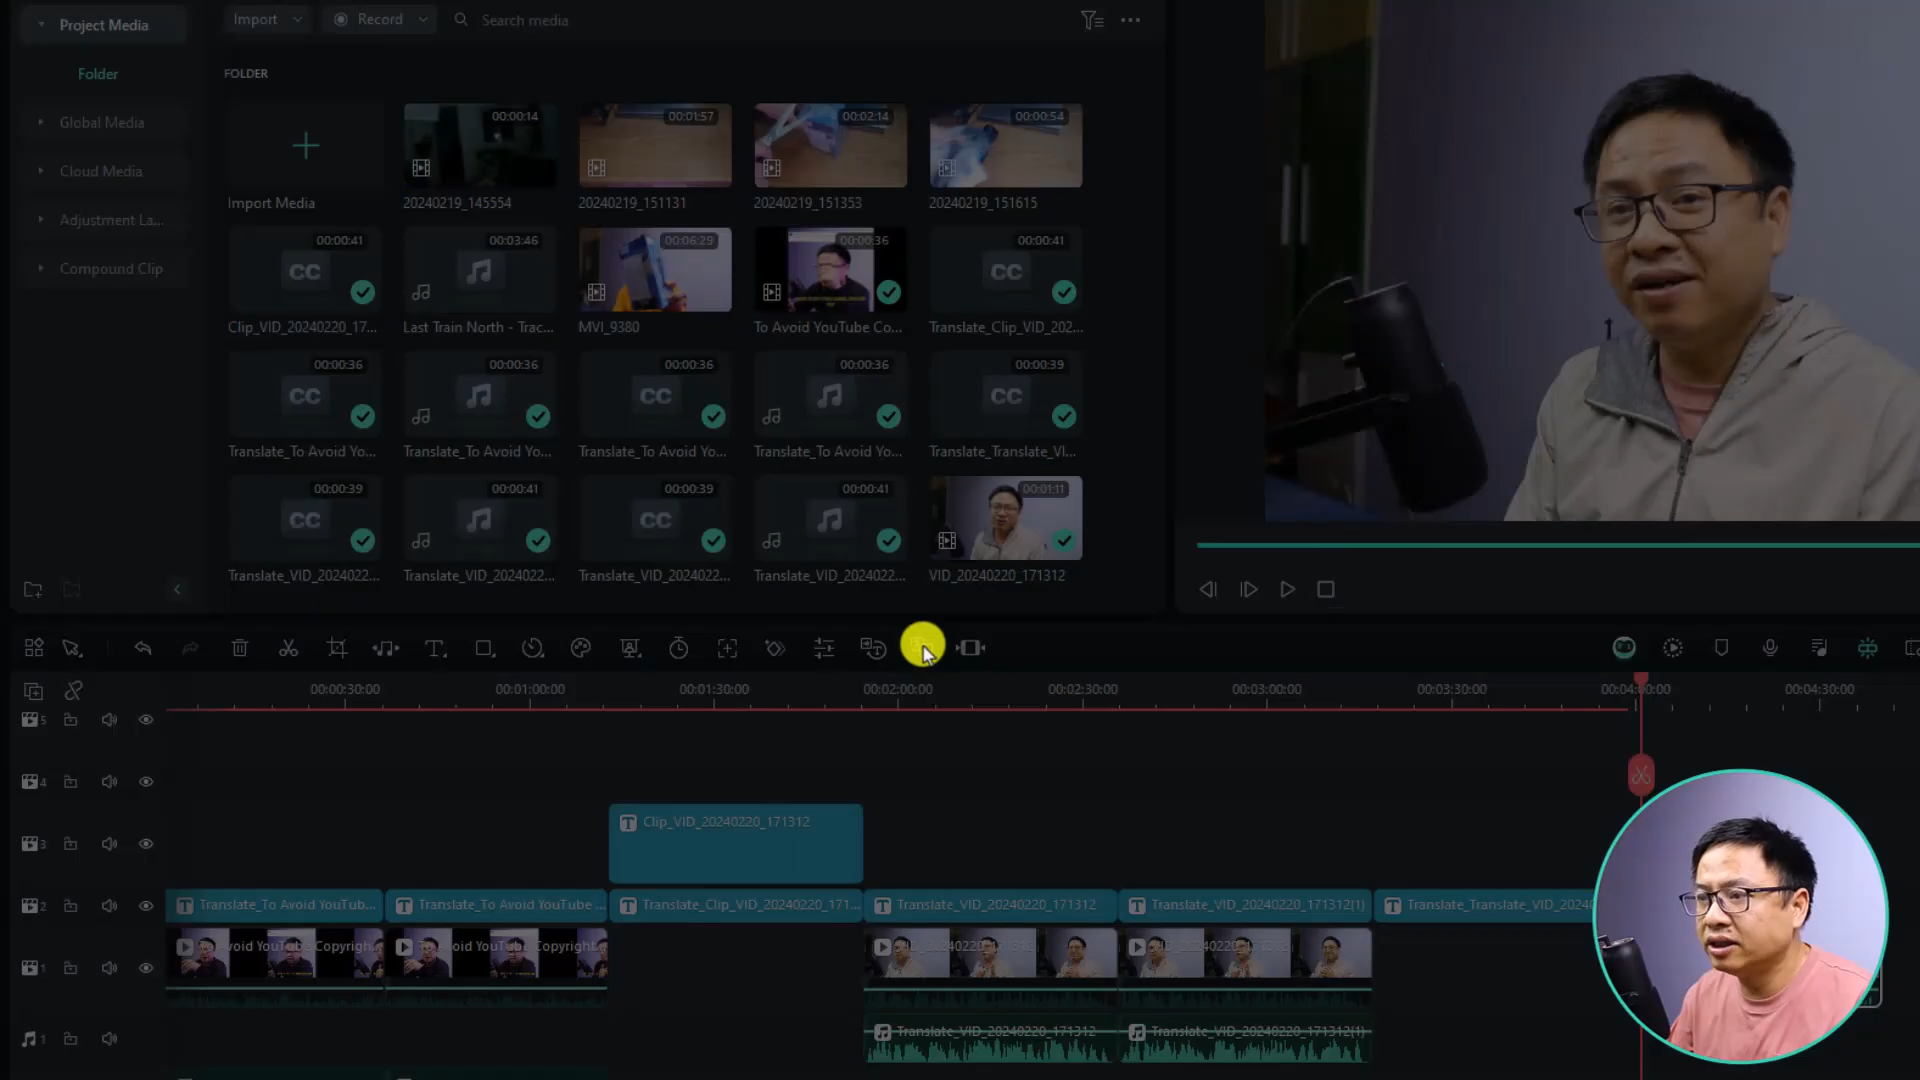 Project Media
Import
Record
Search media
Folder
Global Media
Cloud Media
Adjustment La...
Compound Clip
FOLDER
00:00:14
00:01:57
00:02:14
00:00:54
Import Media
20240219_145554
20240219_151131
20240219_151353
20240219_151615
00:00:41
00:03:46
00:06:29
00:00:36
00:00:41
CC
CC
Clip_VID_20240220_17...
Last Train North - Trac...
MVI_9380
To Avoid YouTube Co...
Translate_Clip_VID_202...
00:00:36
00:00:36
00:00:36
00:00:36
00:00:39
CC
CC
CC
Translate_To Avoid Yo...
Translate_To Avoid Yo...
Translate_To Avoid Yo...
Translate_To Avoid Yo...
Translate_Translate_VI...
00:00:39
00:00:41
00:00:39
00:00:41
00:01:11
CC
CC
Translate_VID_2024022...
Translate_VID_2024022...
Translate_VID_2024022...
Translate_VID_2024022...
VID_20240220_171312
00:00:30:00
00:01:00:00
00:01:30:00
00:02:00:00
00:02:30:00
00:03:00:00
00:03:30:00
00:04:00:00
00:04:30:00
5
4
3
Clip_VID_20240220_171312
2
Translate_To Avoid YouTub...
Translate_To Avoid YouTube ...
Translate_Clip_VID_20240220_171...
Translate_VID_20240220_171312
Translate_VID_20240220_171312(1)
Translate_Translate_VID_2024
1
void YouTube Copyright
oid YouTube Copyright
1
Translate_VID_20240220_171312
Translate_VID_20240220_171312(1)